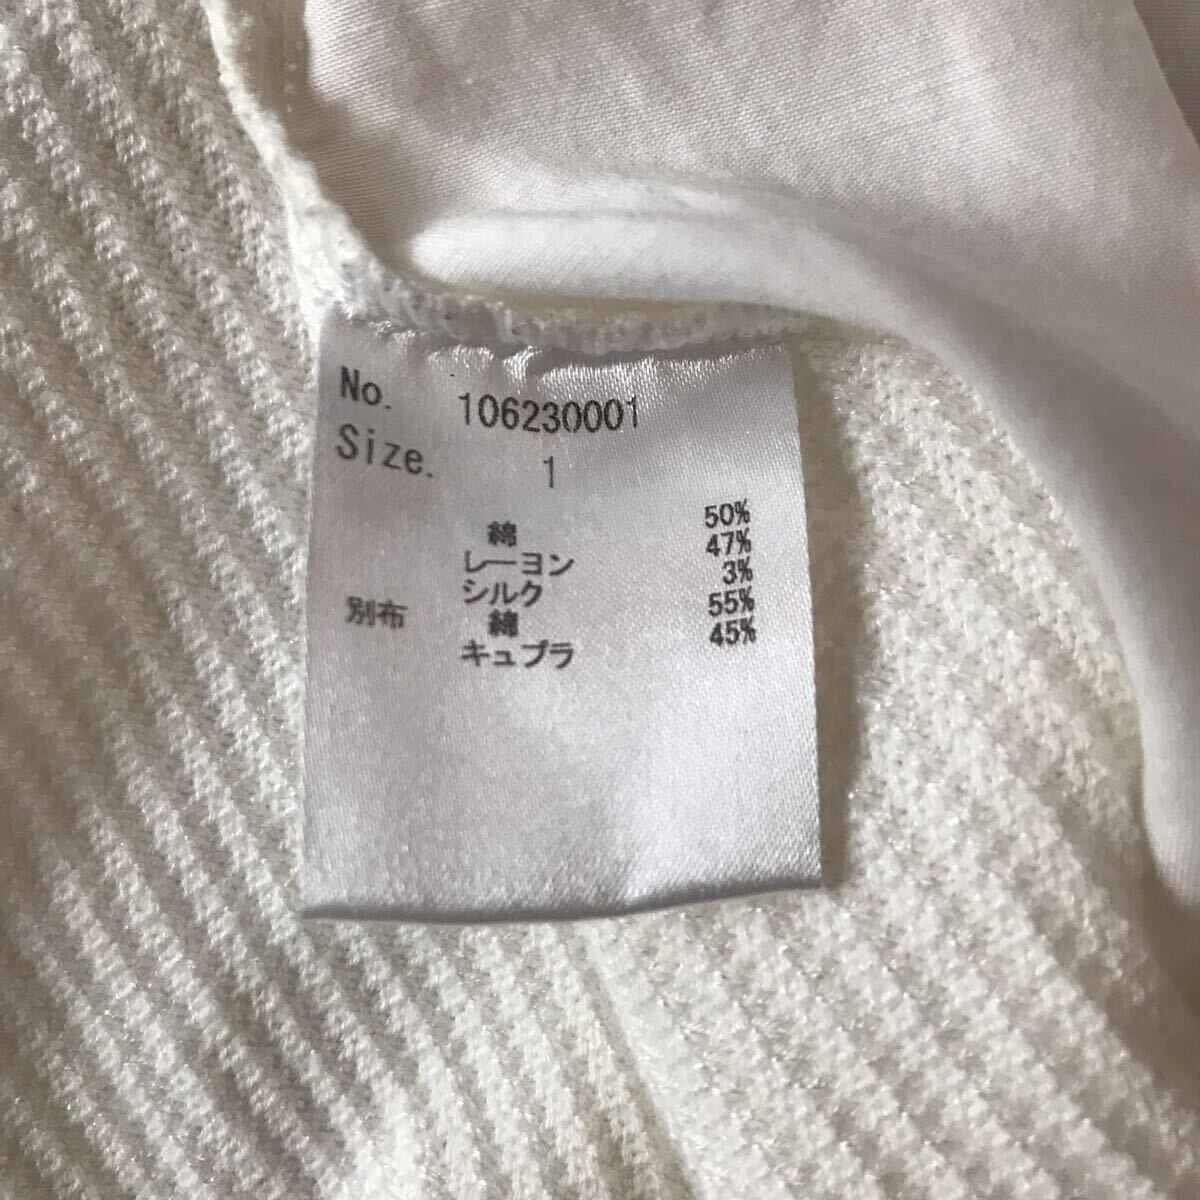 No. 106230001
Size. 1
綿 50%
レーヨン 47%
シルク 3%
別布 綿 55%
キュプラ 45%